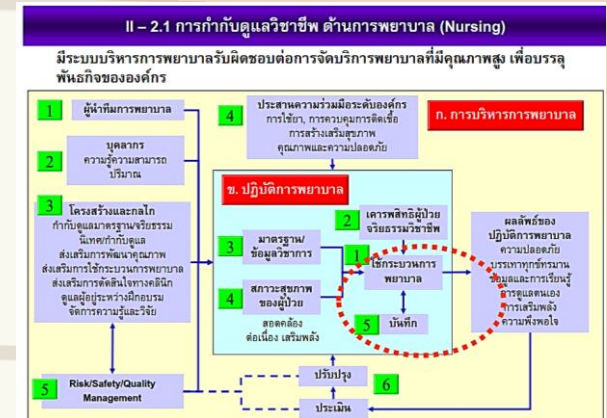 II – 2.1 การกำกับดูแลวิชาชีพ ด้านการพยาบาล (Nursing)
มีระบบบริหารการพยาบาลรับผิดชอบต่อการจัดบริการพยาบาลที่มีคุณภาพสูง เพื่อบรรลุ
พันธกิจขององค์กร
1
ผู้นำทีมการพยาบาล
2
บุคลากร
ความรู้ความสามารถ
ปริมาณ
3
โครงสร้างและกลไก
กำกับดูแลมาตรฐาน/จริยธรรม
นิเทศ/กำกับดูแล
ส่งเสริมการพัฒนาคุณภาพ
ส่งเสริมการใช้กระบวนการพยาบาล
ส่งเสริมการตัดสินใจทางคลินิก
ดูแลผู้อยู่ระหว่างฝึกอบรม
จัดการความรู้และวิจัย
5
Risk/Safety/Quality
Management
4
ประสานความร่วมมือระดับองค์กร
การใช้ยา, การควบคุมการติดเชื้อ
การสร้างเสริมสุขภาพ
คุณภาพและความปลอดภัย
ก. การบริหารการพยาบาล
ข. ปฏิบัติการพยาบาล
2
เคารพสิทธิผู้ป่วย
จริยธรรมวิชาชีพ
3
มาตรฐาน/
ข้อมูลวิชาการ
1
ใช้กระบวนการ
พยาบาล
4
สภาวะสุขภาพ
ของผู้ป่วย
5
บันทึก
สอดคล้อง
ต่อเนื่อง เสริมพลัง
ผลลัพธ์ของ
ปฏิบัติการพยาบาล
ความปลอดภัย
บรรเทาทุกข์ทรมาน
ข้อมูลและการเรียนรู้
การดูแลตนเอง
การเสริมพลัง
ความพึงพอใจ
ปรับปรุง
6
ประเมิน